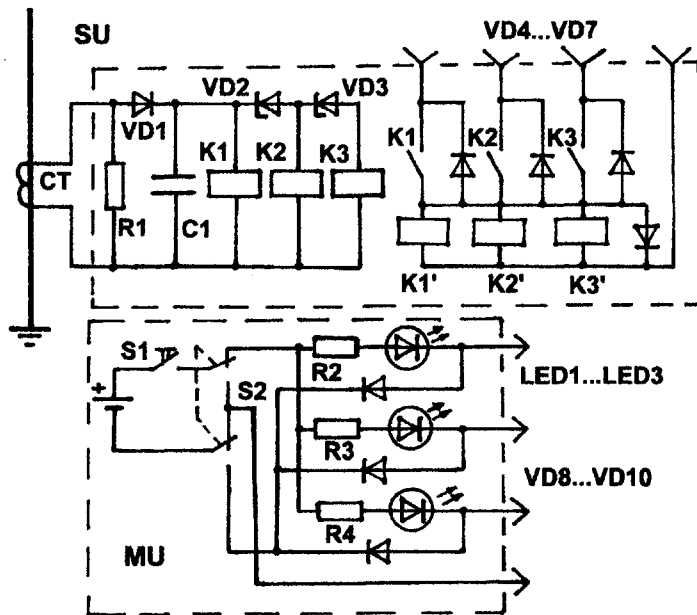 SU
VD4...VD7
VD2
VD3
VD1
K1
K2
K3
K1
K2
K3
CT
R1
C1
K1'
K2'
K3'
S1
+
S2
R2
LED1...LED3
R3
VD8...VD10
R4
MU